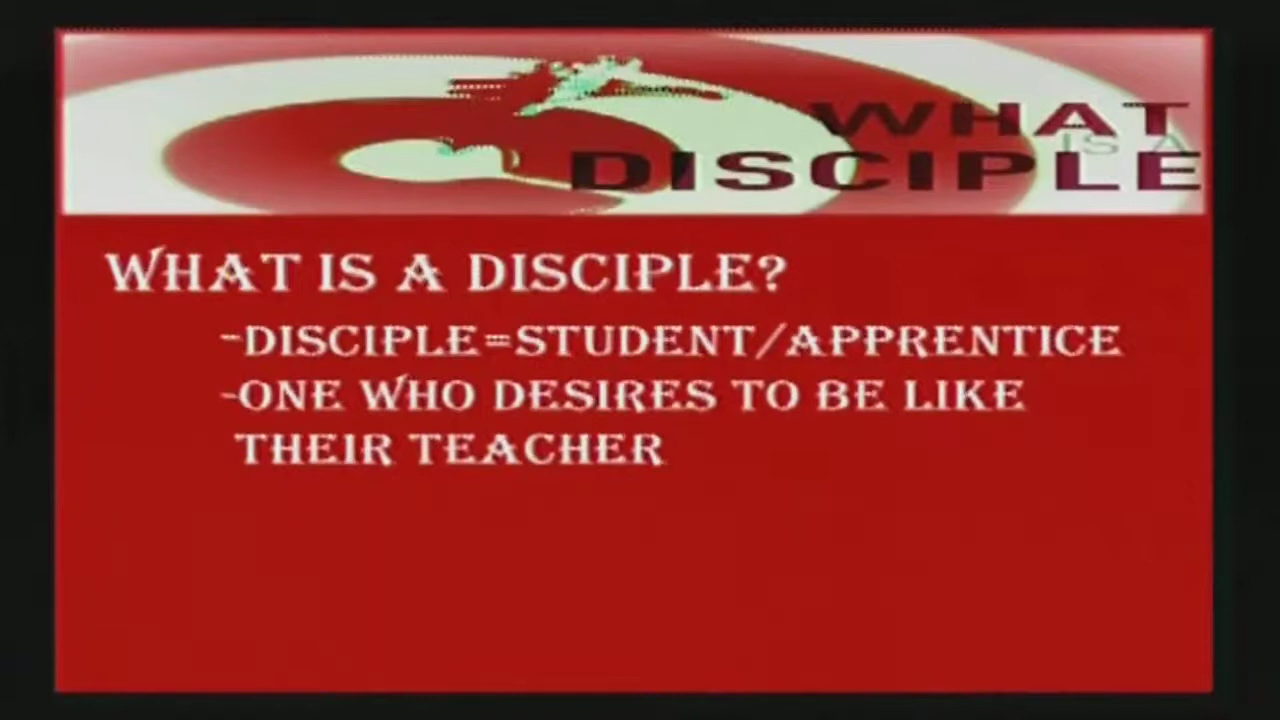 WHAT
IS A
DISCIPLE
WHAT IS A DISCIPLE?
-DISCIPLE=STUDENT/APPRENTICE
-ONE WHO DESIRES TO BE LIKE
THEIR TEACHER